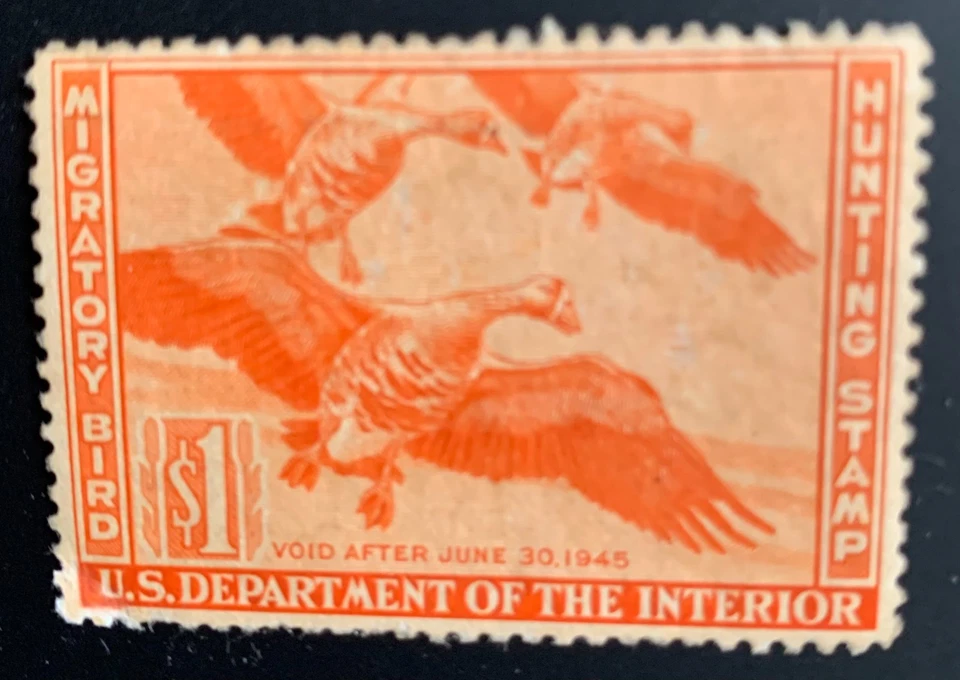 MIGRATORY BIRD
HUNTING STAMP
$1
VOID AFTER JUNE 30, 1945
U.S. DEPARTMENT OF THE INTERIOR